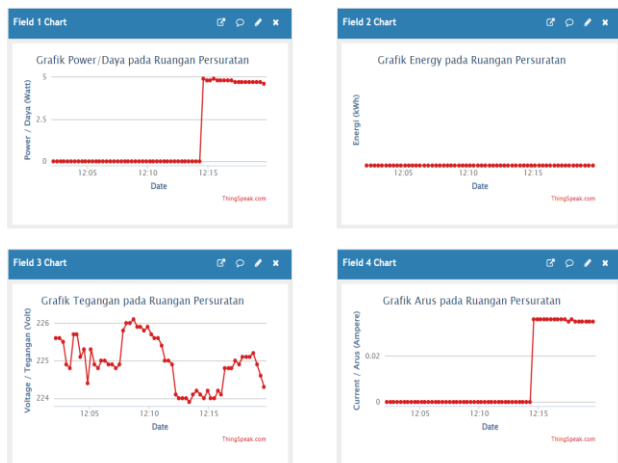 Field 1 Chart
Grafik Power/Daya pada Ruangan Persuratan
Power / Daya (Watt)
5
2.5
0
12:05 12:10 12:15
Date
ThingSpeak.com
Field 2 Chart
Grafik Energy pada Ruangan Persuratan
Energi (kWh)
12:05 12:10 12:15
Date
ThingSpeak.com
Field 3 Chart
Grafik Tegangan pada Ruangan Persuratan
Voltage / Tegangan (Volt)
226
225
224
12:05 12:10 12:15
Date
ThingSpeak.com
Field 4 Chart
Grafik Arus pada Ruangan Persuratan
Current / Arus (Ampere)
0.02
0
12:05 12:10 12:15
Date
ThingSpeak.com